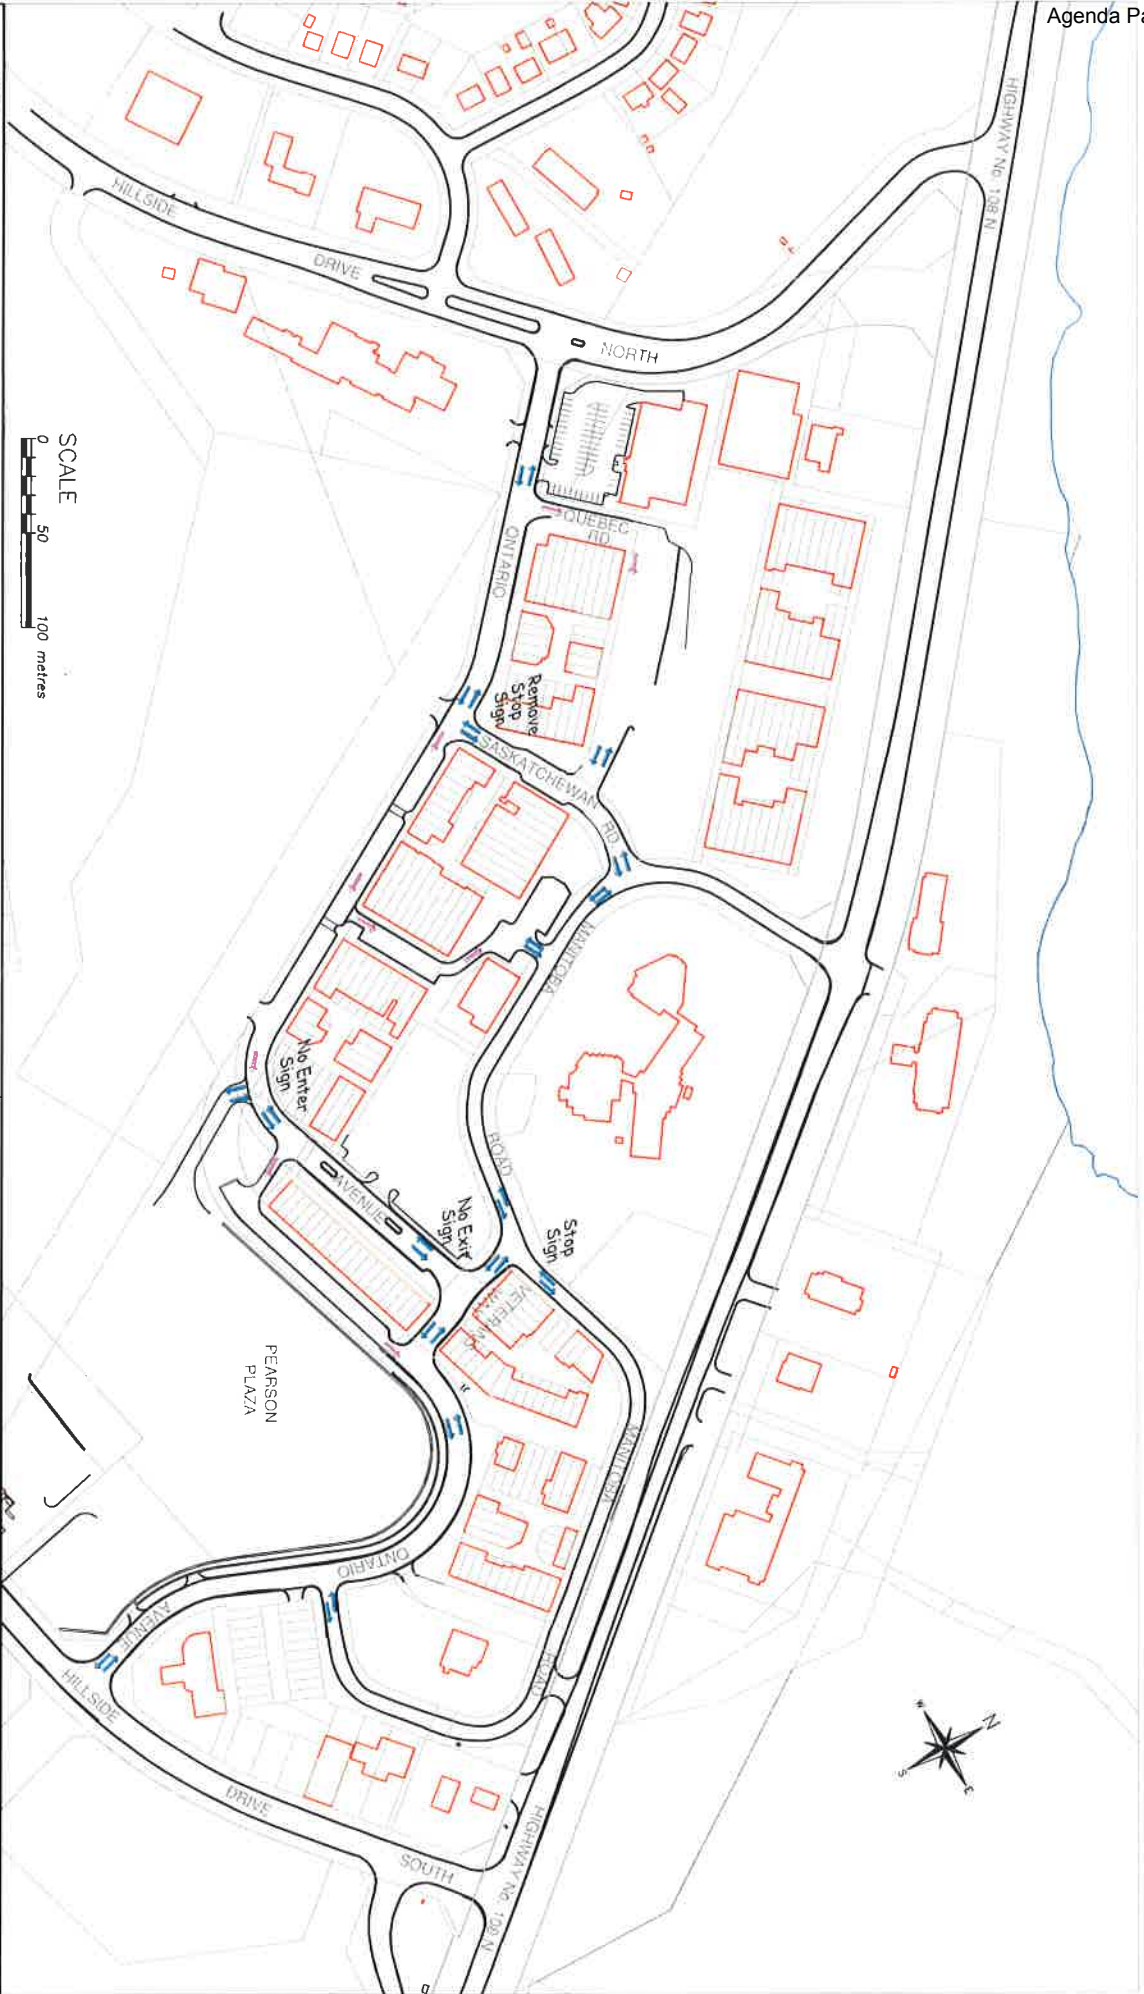 Agenda Pa
HIGHWAY No. 108 N
HILLSIDE
DRIVE
NORTH
SCALE
0 50 100 metres
QUEBEC
RD
ONTARIO
Remove
Stop
Sign
SASKATCHEWAN
RD.
MANITOBA
No Enter
Sign
ROAD
AVENUE
No Exit
Sign
Stop
Sign
VETERANS
WAY
PEARSON
PLAZA
MANITOBA
ONTARIO
AVENUE
ROAD
HILLSIDE
DRIVE
SOUTH
HIGHWAY No. 108 N
N
W
S
E